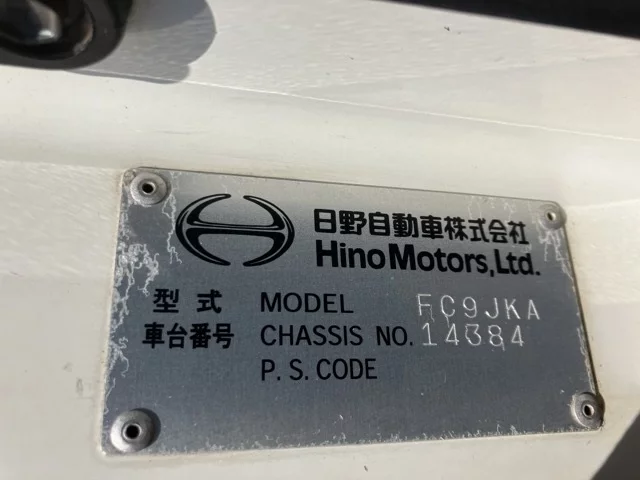 日野自動車株式会社
Hino Motors, Ltd.
型式 MODEL FC9JKA
車台番号 CHASSIS NO. 14684
P.S.CODE